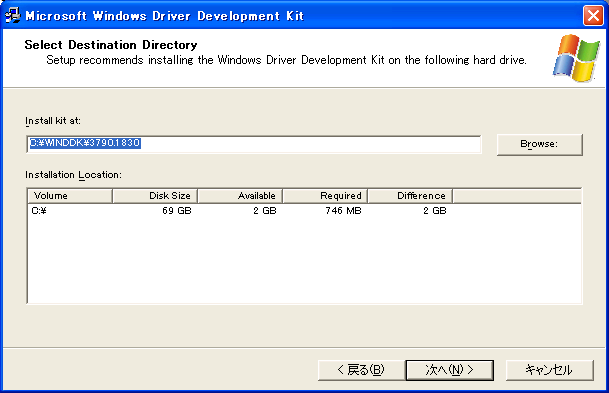 Microsoft Windows Driver Development Kit
Select Destination Directory
Setup recommends installing the Windows Driver Development Kit on the following hard drive.
Install kit at:
C:¥WINDDK¥3790.1830
Browse:
Installation Location:
Volume Disk Size Available Required Difference
C:¥ 69 GB 2 GB 746 MB 2 GB
< 戻る(B) 次へ(N) > キャンセル